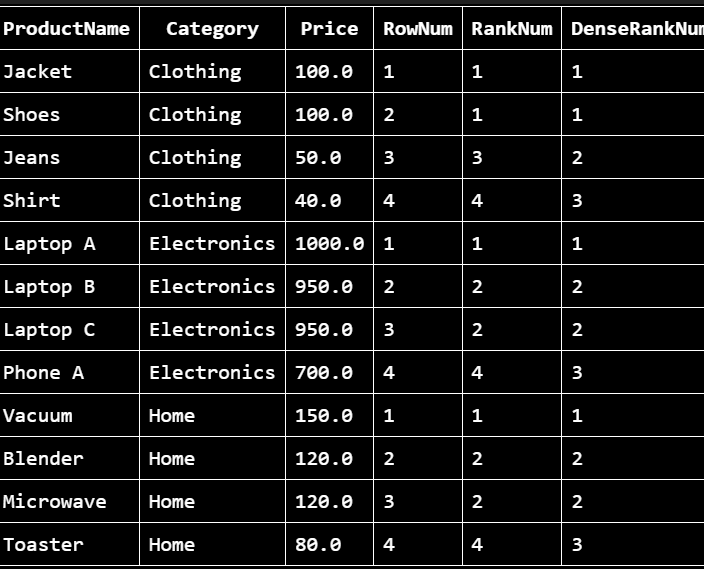 ProductName Category Price RowNum RankNum DenseRankNum
Jacket Clothing 100.0 1 1 1
Shoes Clothing 100.0 2 1 1
Jeans Clothing 50.0 3 3 2
Shirt Clothing 40.0 4 4 3
Laptop A Electronics 1000.0 1 1 1
Laptop B Electronics 950.0 2 2 2
Laptop C Electronics 950.0 3 2 2
Phone A Electronics 700.0 4 4 3
Vacuum Home 150.0 1 1 1
Blender Home 120.0 2 2 2
Microwave Home 120.0 3 2 2
Toaster Home 80.0 4 4 3